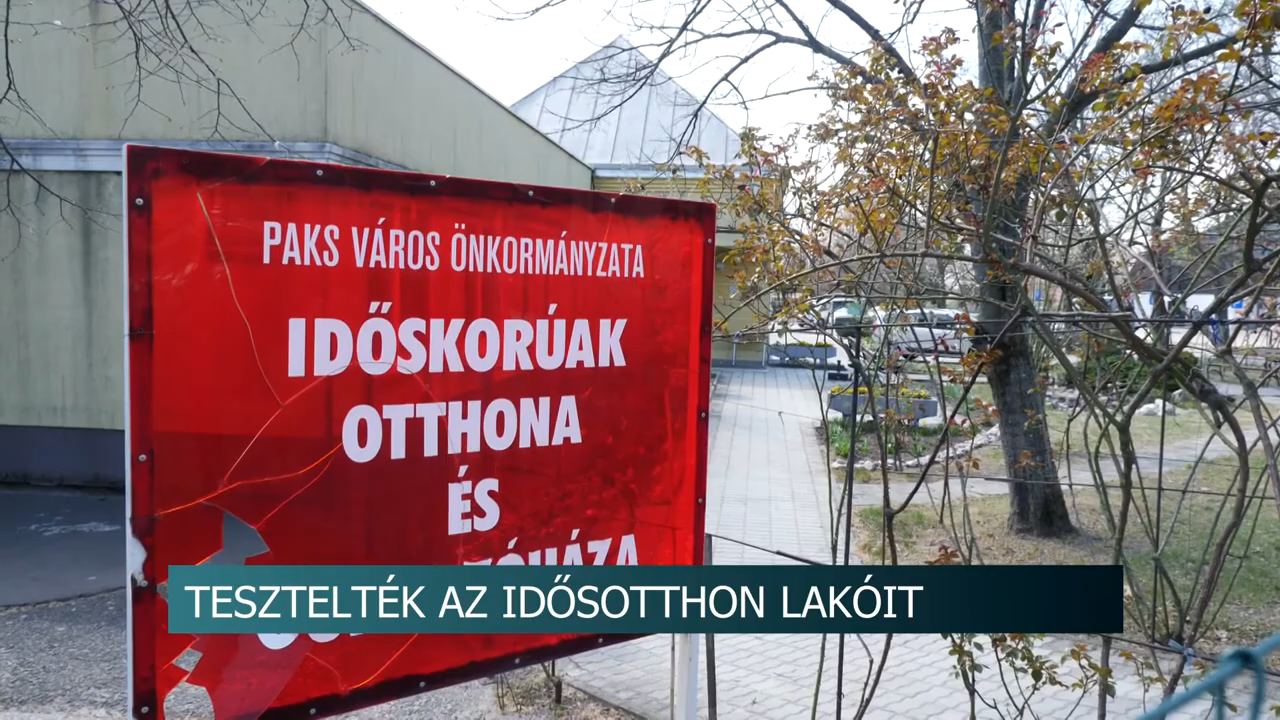 PAKS VÁROS ÖNKORMÁNYZATA
IDŐSKORÚAK
OTTHONA
ÉS
TESZTELTÉK AZ IDŐSOTTHON LAKÓIT